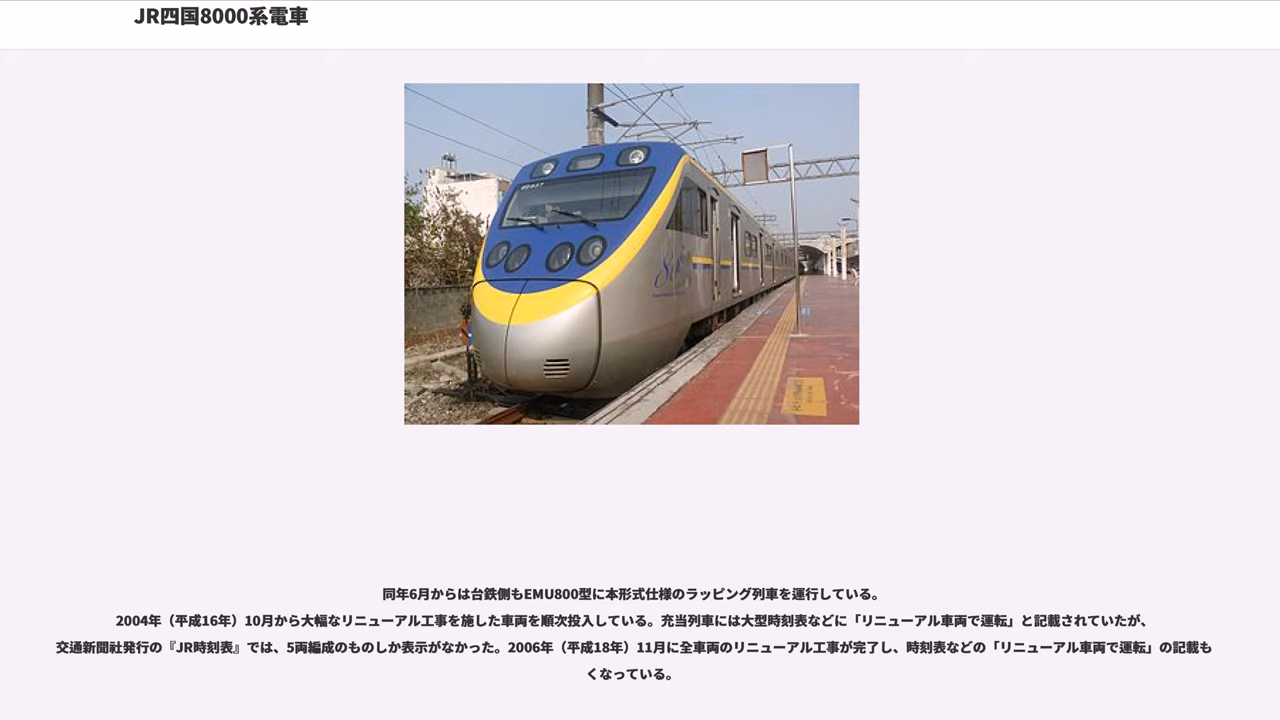 JR四国8000系電車
同年6月からは台鉄側もEMU800型に本形式仕様のラッピング列車を運行している。
2004年（平成16年）10月から大幅なリニューアル工事を施した車両を順次投入している。充当列車には大型時刻表などに「リニューアル車両で運転」と記載されていたが、
交通新聞社発行の『JR時刻表』では、5両編成のものしか表示がなかった。2006年（平成18年）11月に全車両のリニューアル工事が完了し、時刻表などの「リニューアル車両で運転」の記載も
くなっている。